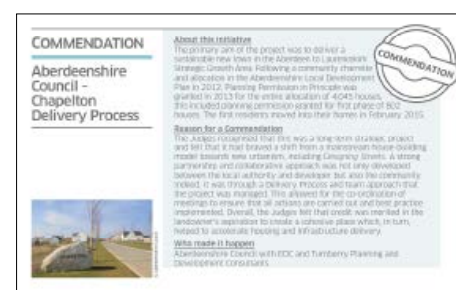 COMMENDATION
Aberdeenshire
Council –
Chapelton
Delivery Process
About this initiative
The primary aim of the project was to deliver a
sustainable new town in the Aberdeen to Laurencekirk
Strategic Growth Area. Following a community charrette
and allocation in the Aberdeenshire Local Development
Plan in 2012, Planning Permission in Principle was
granted in 2013 for the entire allocation of 4,045 houses,
this included planning permission granted for first phase of 802
houses. The first residents moved into their homes in February 2015.
Reason for a Commendation
The Judges recognised that this was a long-term strategic project
and felt that it had braved a shift from a mainstream house-building
model towards new urbanism, including Designing Streets. A strong
partnership and collaborative approach was not only developed
between the local authority and developer but also the community.
Indeed, it was through a Delivery Process and team approach that
the project was managed. This allowed for the co-ordination of
meetings to ensure that all actions are carried out and best practice
implemented. Overall, the Judges felt that credit was merited in the
landowner's aspiration to create a cohesive place which, in turn,
helped to accelerate housing and infrastructure delivery.
Who made it happen
Aberdeenshire Council with EDC and Turnberry Planning and
Development Consultants
COMMENDATION